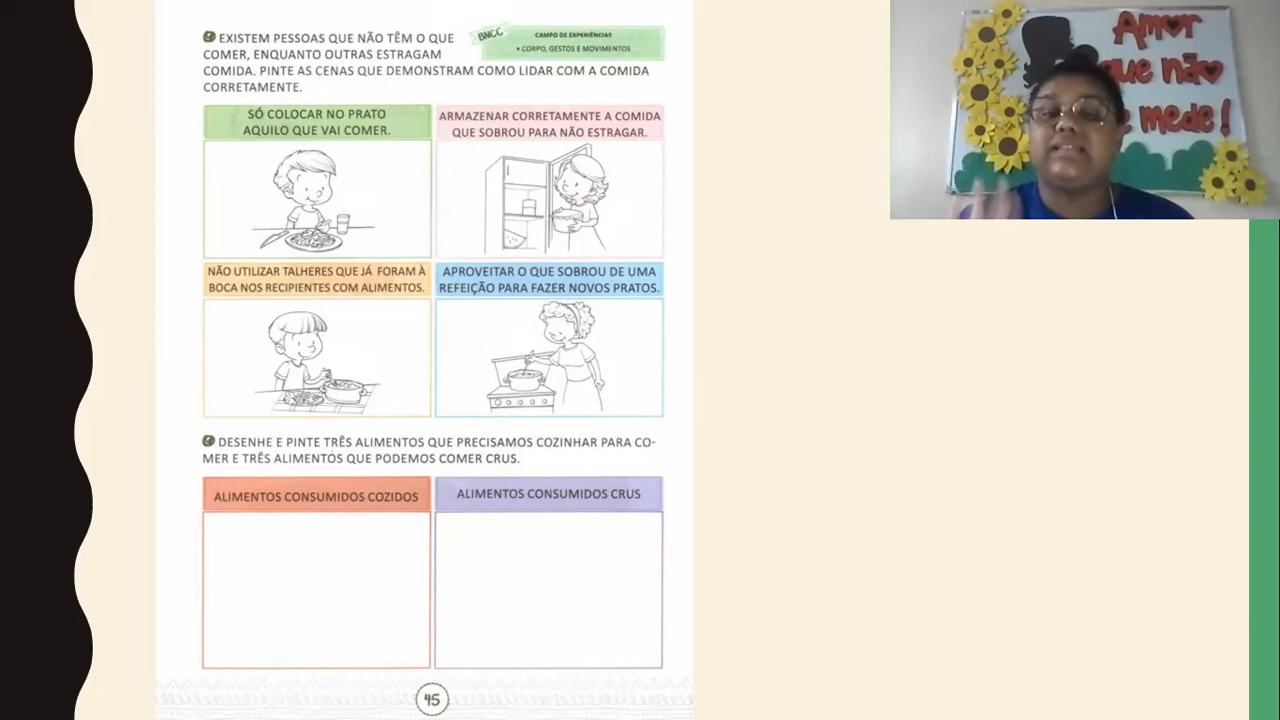 EXISTEM PESSOAS QUE NÃO TÊM O QUE
COMER, ENQUANTO OUTRAS ESTRAGAM
COMIDA. PINTE AS CENAS QUE DEMONSTRAM COMO LIDAR COM A COMIDA
CORRETAMENTE.
BNCC
CAMPO DE EXPERIÊNCIAS
• CORPO, GESTOS E MOVIMENTOS
SÓ COLOCAR NO PRATO
AQUILO QUE VAI COMER.
ARMAZENAR CORRETAMENTE A COMIDA
QUE SOBROU PARA NÃO ESTRAGAR.
NÃO UTILIZAR TALHERES QUE JÁ FORAM À
BOCA NOS RECIPIENTES COM ALIMENTOS.
APROVEITAR O QUE SOBROU DE UMA
REFEIÇÃO PARA FAZER NOVOS PRATOS.
DESENHE E PINTE TRÊS ALIMENTOS QUE PRECISAMOS COZINHAR PARA CO-
MER E TRÊS ALIMENTOS QUE PODEMOS COMER CRUS.
ALIMENTOS CONSUMIDOS COZIDOS
ALIMENTOS CONSUMIDOS CRUS
45
Amor
que não
mede!